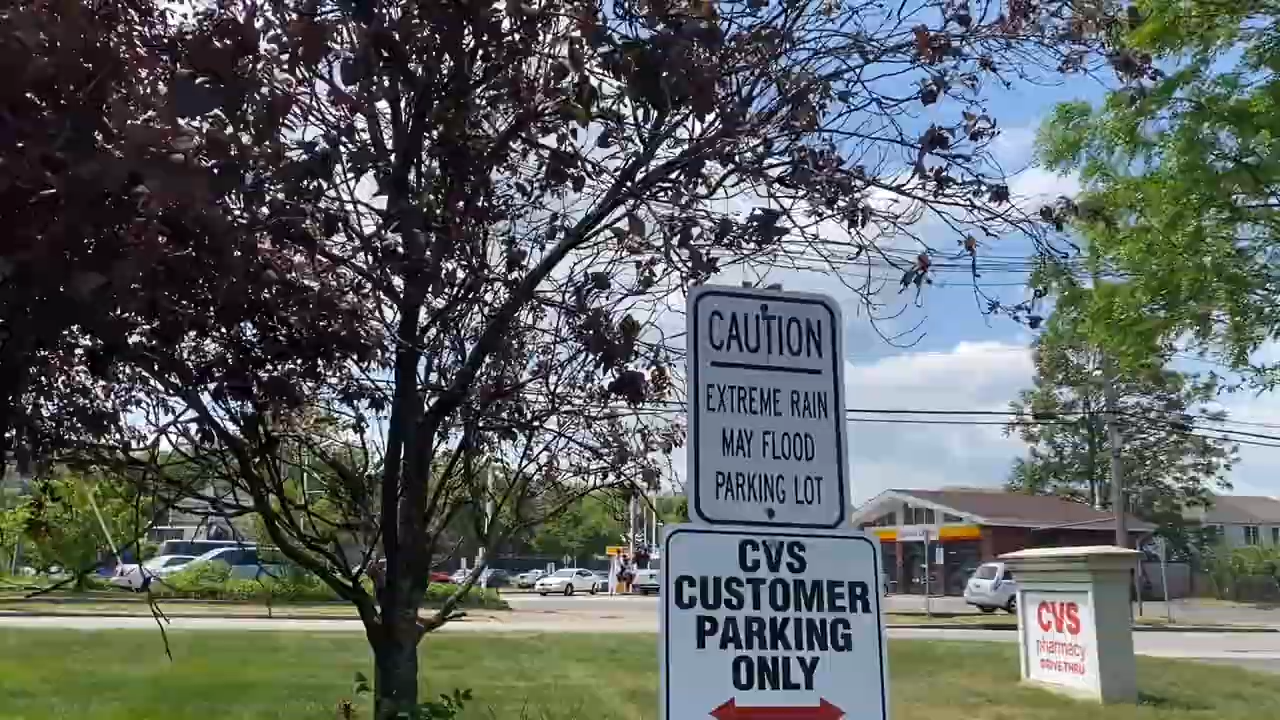 CAUTION
EXTREME RAIN
MAY FLOOD
PARKING LOT
CVS
CUSTOMER
PARKING
ONLY
CVS
pharmacy
DRIVE-THRU